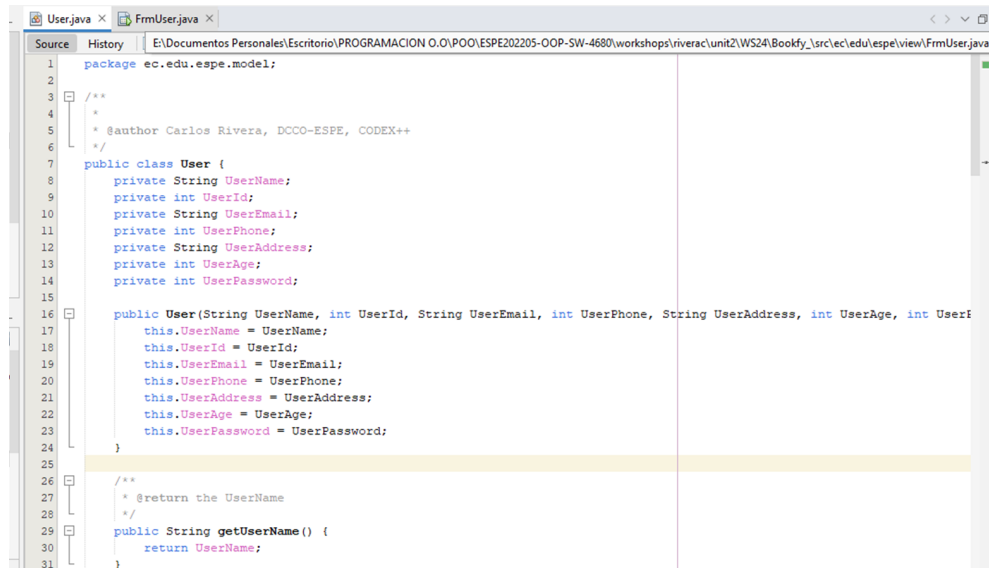 User.java × FrmUser.java ×
Source History E:\Documentos Personales\Escritorio\PROGRAMACION O.O\POO\ESPE202205-OOP-SW-4680\workshops\riverac\unit2\WS24\Bookfy_\src\ec\edu\espe\view\FrmUser.java
1 package ec.edu.espe.model;
2
3 /**
4 *
5 * @author Carlos Rivera, DCCO-ESPE, CODEX++
6 */
7 public class User {
8 private String UserName;
9 private int UserId;
10 private String UserEmail;
11 private int UserPhone;
12 private String UserAddress;
13 private int UserAge;
14 private int UserPassword;
15
16 public User(String UserName, int UserId, String UserEmail, int UserPhone, String UserAddress, int UserAge, int
17 this.UserName = UserName;
18 this.UserId = UserId;
19 this.UserEmail = UserEmail;
20 this.UserPhone = UserPhone;
21 this.UserAddress = UserAddress;
22 this.UserAge = UserAge;
23 this.UserPassword = UserPassword;
24 }
25
26 /**
27 * @return the UserName
28 */
29 public String getUserName() {
30 return UserName;
31 }